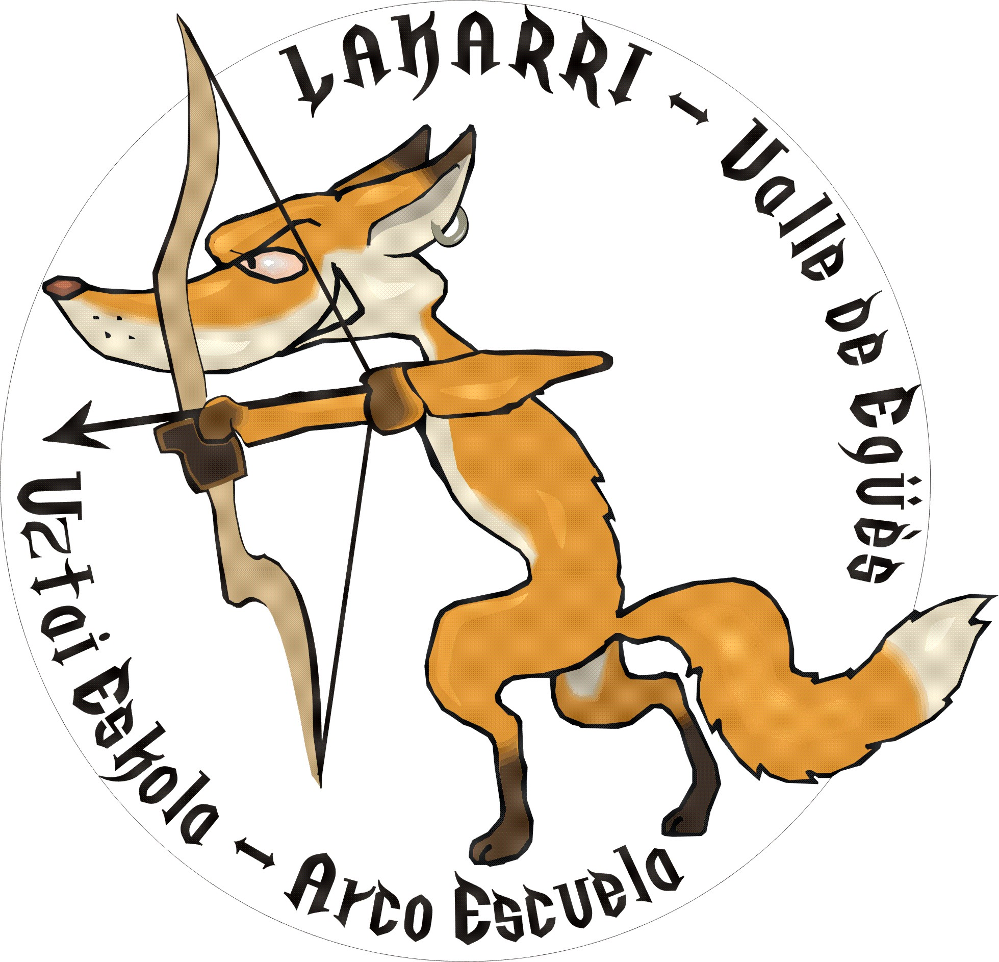 LAKARRI ↔ Valle de Egüés
Uztai Eskola ↔ Arco Escuela